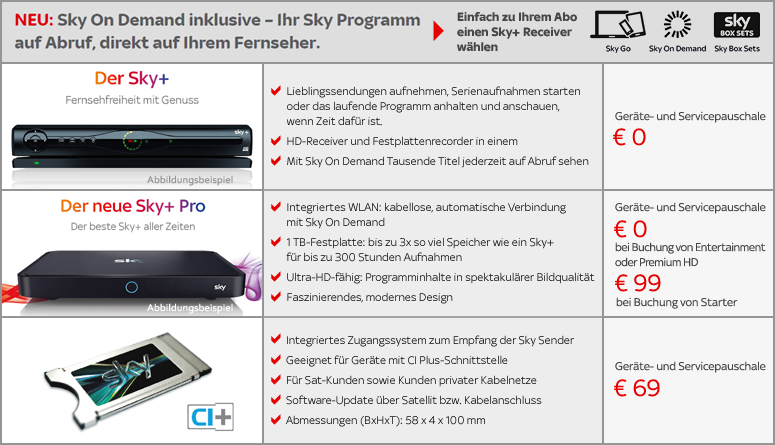 NEU: Sky On Demand inklusive – Ihr Sky Programm
auf Abruf, direkt auf Ihrem Fernseher.
Einfach zu Ihrem Abo
einen Sky+ Receiver
wählen
Sky Go
Sky On Demand
sky
BOX SETS
Sky Box Sets
Der Sky+
Fernsehfreiheit mit Genuss
sky+
Abbildungsbeispiel
Lieblingssendungen aufnehmen, Serienaufnahmen starten
oder das laufende Programm anhalten und anschauen,
wenn Zeit dafür ist.
HD-Receiver und Festplattenrecorder in einem
Mit Sky On Demand Tausende Titel jederzeit auf Abruf sehen
Geräte- und Servicepauschale
€ 0
Der neue Sky+ Pro
Der beste Sky+ aller Zeiten
sky
sky
Abbildungsbeispiel
Integriertes WLAN: kabellose, automatische Verbindung
mit Sky On Demand
1 TB-Festplatte: bis zu 3x so viel Speicher wie ein Sky+
für bis zu 300 Stunden Aufnahmen
Ultra-HD-fähig: Programminhalte in spektakulärer Bildqualität
Faszinierendes, modernes Design
Geräte- und Servicepauschale
€ 0
bei Buchung von Entertainment
oder Premium HD
€ 99
bei Buchung von Starter
sky
CI+
Integriertes Zugangssystem zum Empfang der Sky Sender
Geeignet für Geräte mit CI Plus-Schnittstelle
Für Sat-Kunden sowie Kunden privater Kabelnetze
Software-Update über Satellit bzw. Kabelanschluss
Abmessungen (BxHxT): 58 x 4 x 100 mm
Geräte- und Servicepauschale
€ 69